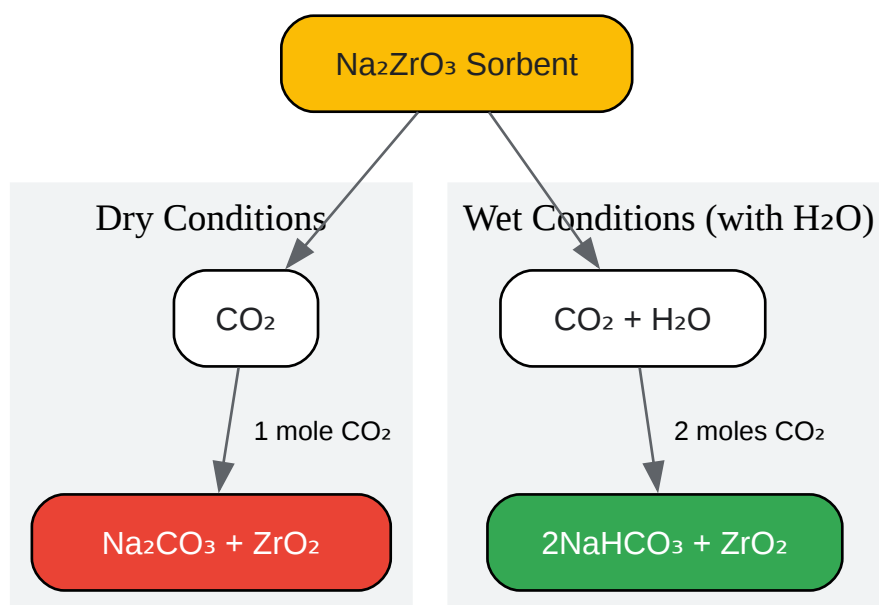 Na₂ZrO₃ Sorbent
Dry Conditions
Wet Conditions (with H₂O)
CO₂
CO₂ + H₂O
1 mole CO₂
2 moles CO₂
Na₂CO₃ + ZrO₂
2NaHCO₃ + ZrO₂